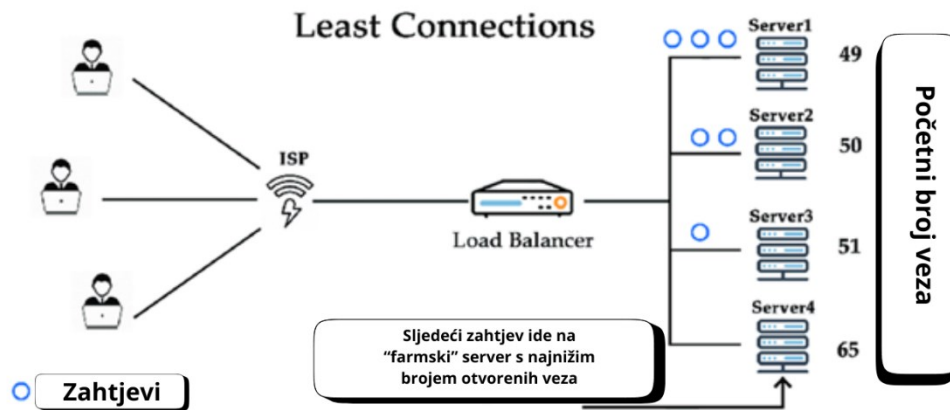 Least Connections
ISP
Load Balancer
Server1
49
Server2
50
Server3
51
Server4
65
Početni broj veza
Sljedeći zahtjev ide na
“farmski” server s najnižim
brojem otvorenih veza
Zahtjevi